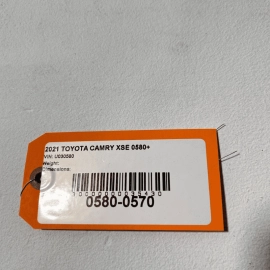 2021 TOYOTA CAMRY XSE 0580+
VIN: U030580
Weight:
Dimensions:
0580-0570